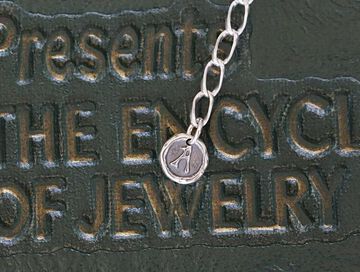 Present
THE ENCYCL
OF JEWELRY
A